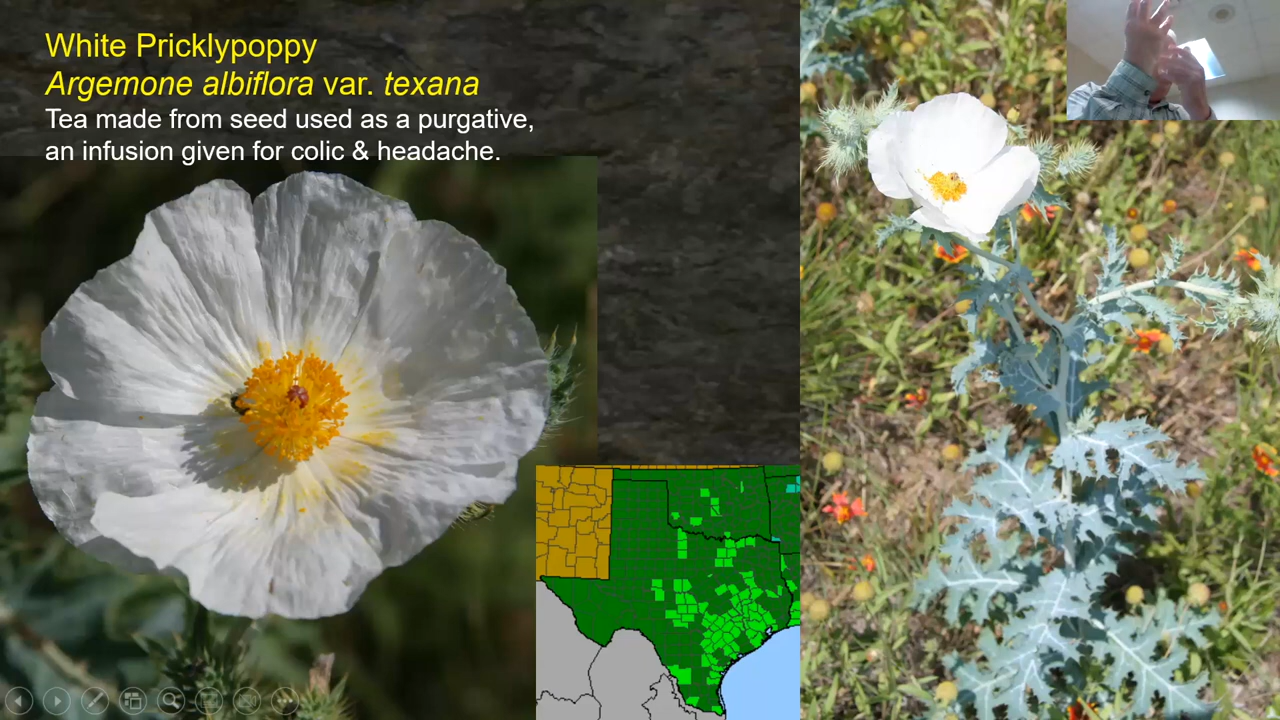 White Pricklypoppy
Argemone albiflora var. texana
Tea made from seed used as a purgative,
an infusion given for colic & headache.